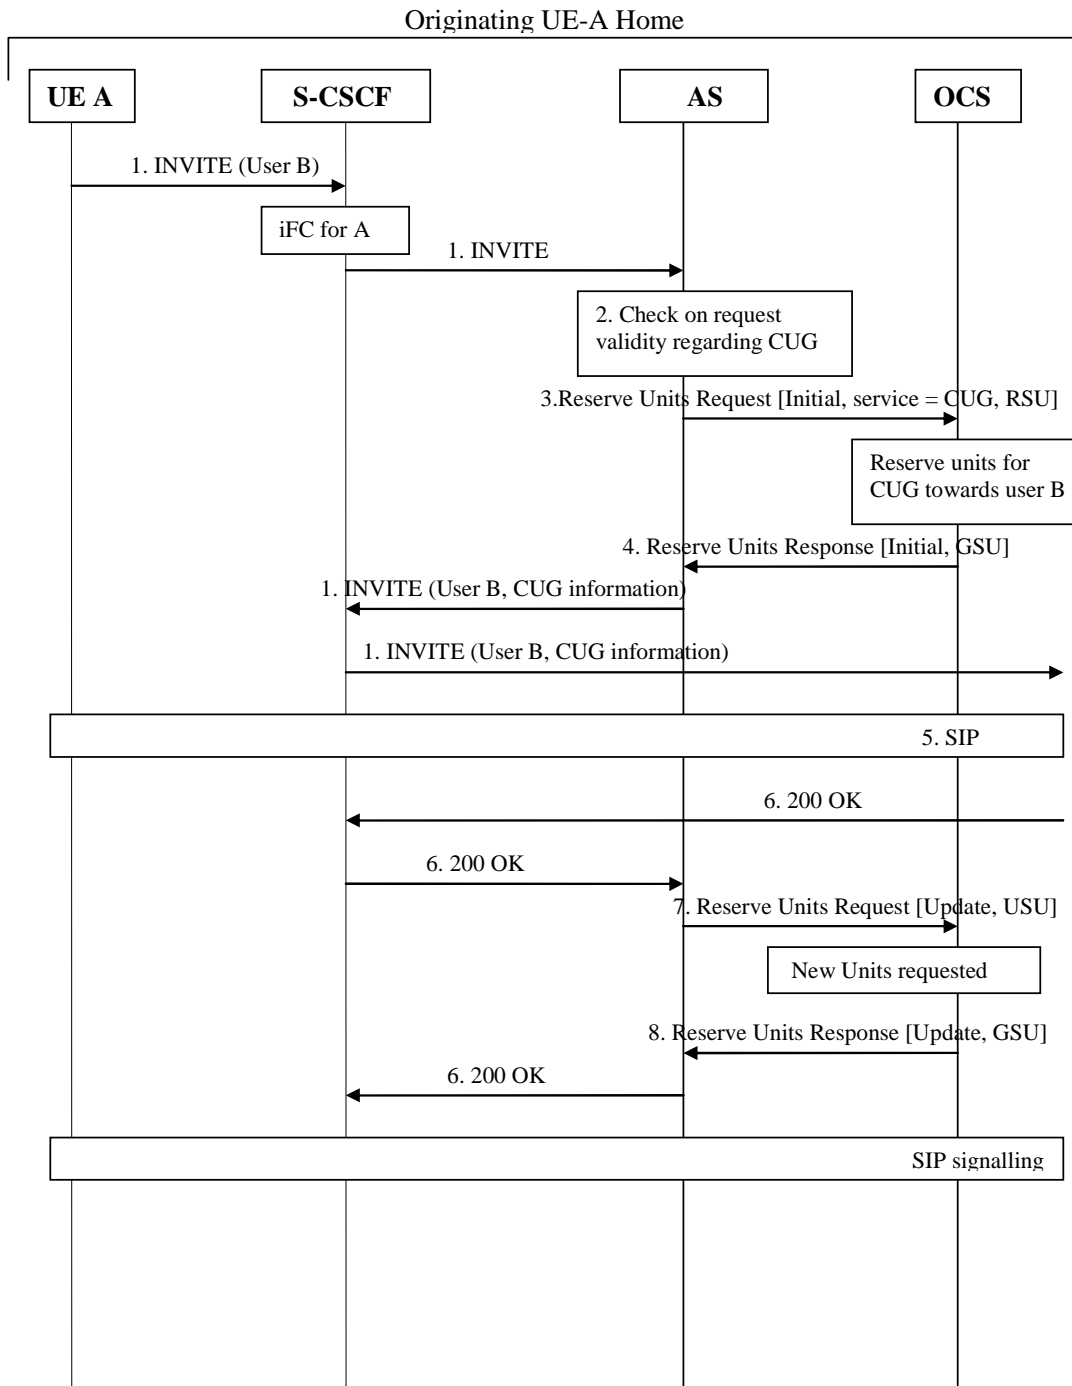 Originating UE-A Home
UE A
S-CSCF
AS
OCS
1. INVITE (User B)
iFC for A
1. INVITE
2. Check on request
validity regarding CUG
3.Reserve Units Request [Initial, service = CUG, RSU]
Reserve units for
CUG towards user B
4. Reserve Units Response [Initial, GSU]
1. INVITE (User B, CUG information)
1. INVITE (User B, CUG information)
5. SIP
6. 200 OK
6. 200 OK
7. Reserve Units Request [Update, USU]
New Units requested
8. Reserve Units Response [Update, GSU]
6. 200 OK
SIP signalling